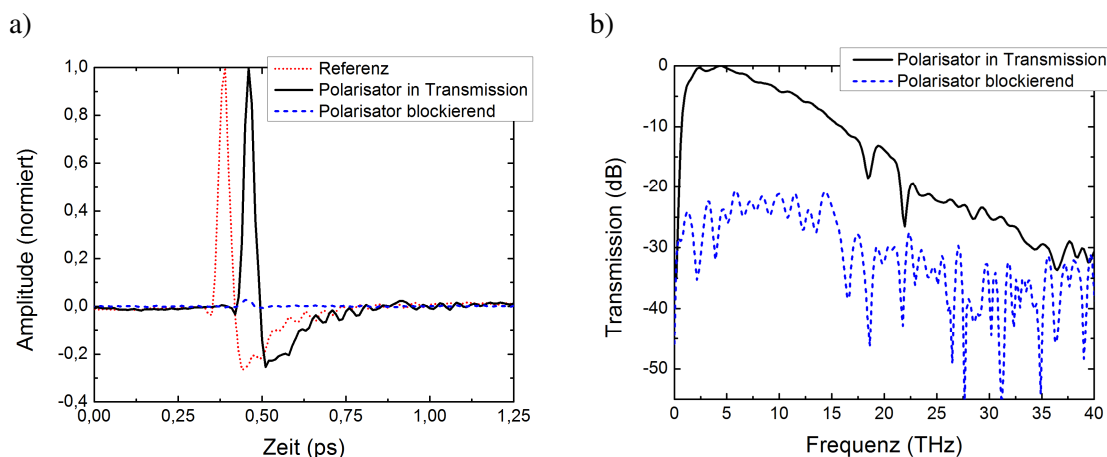 a)
Referenz
Polarisator in Transmission
Polarisator blockierend
1,0
0,8
0,6
0,4
0,2
0,0
-0,2
-0,4
Amplitude (normiert)
0,00
0,25
0,50
0,75
1,00
1,25
Zeit (ps)
b)
Polarisator in Transmission
Polarisator blockierend
0
-10
-20
-30
-40
-50
Transmission (dB)
0
5
10
15
20
25
30
35
40
Frequenz (THz)